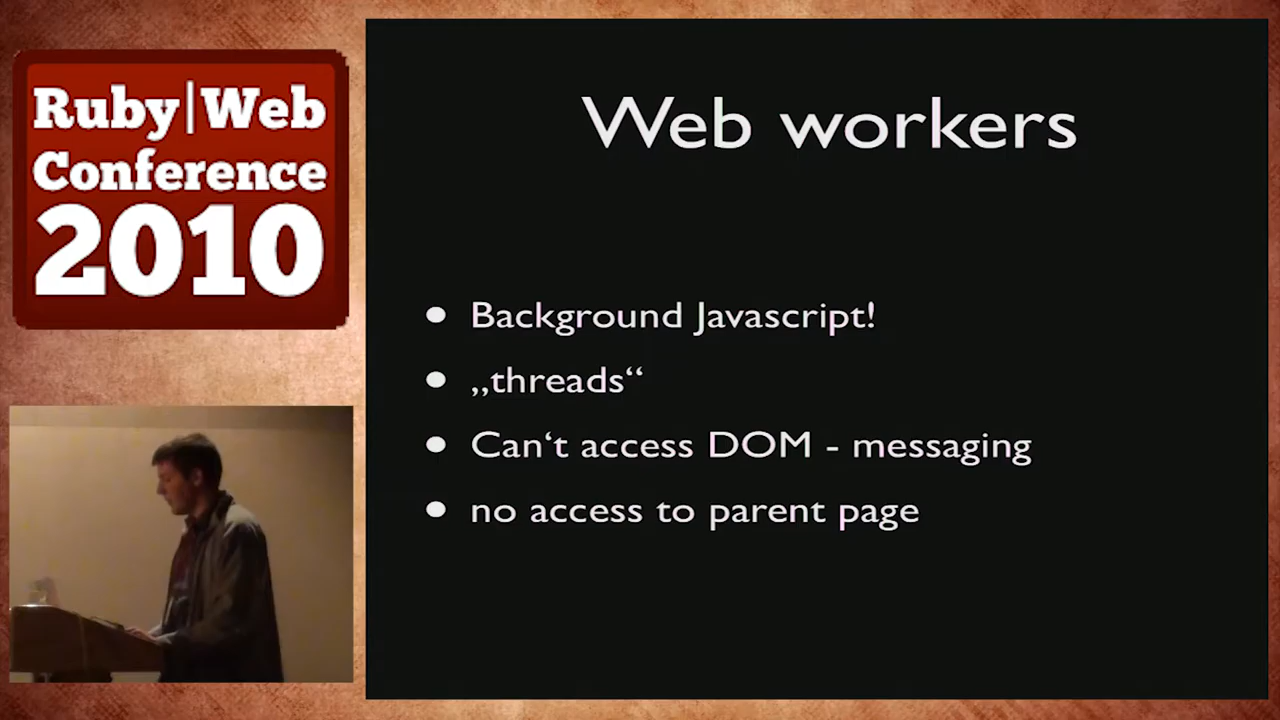 Ruby|Web
Conference
2010
Web workers
• Background Javascript!
• „threads“
• Can‘t access DOM - messaging
• no access to parent page